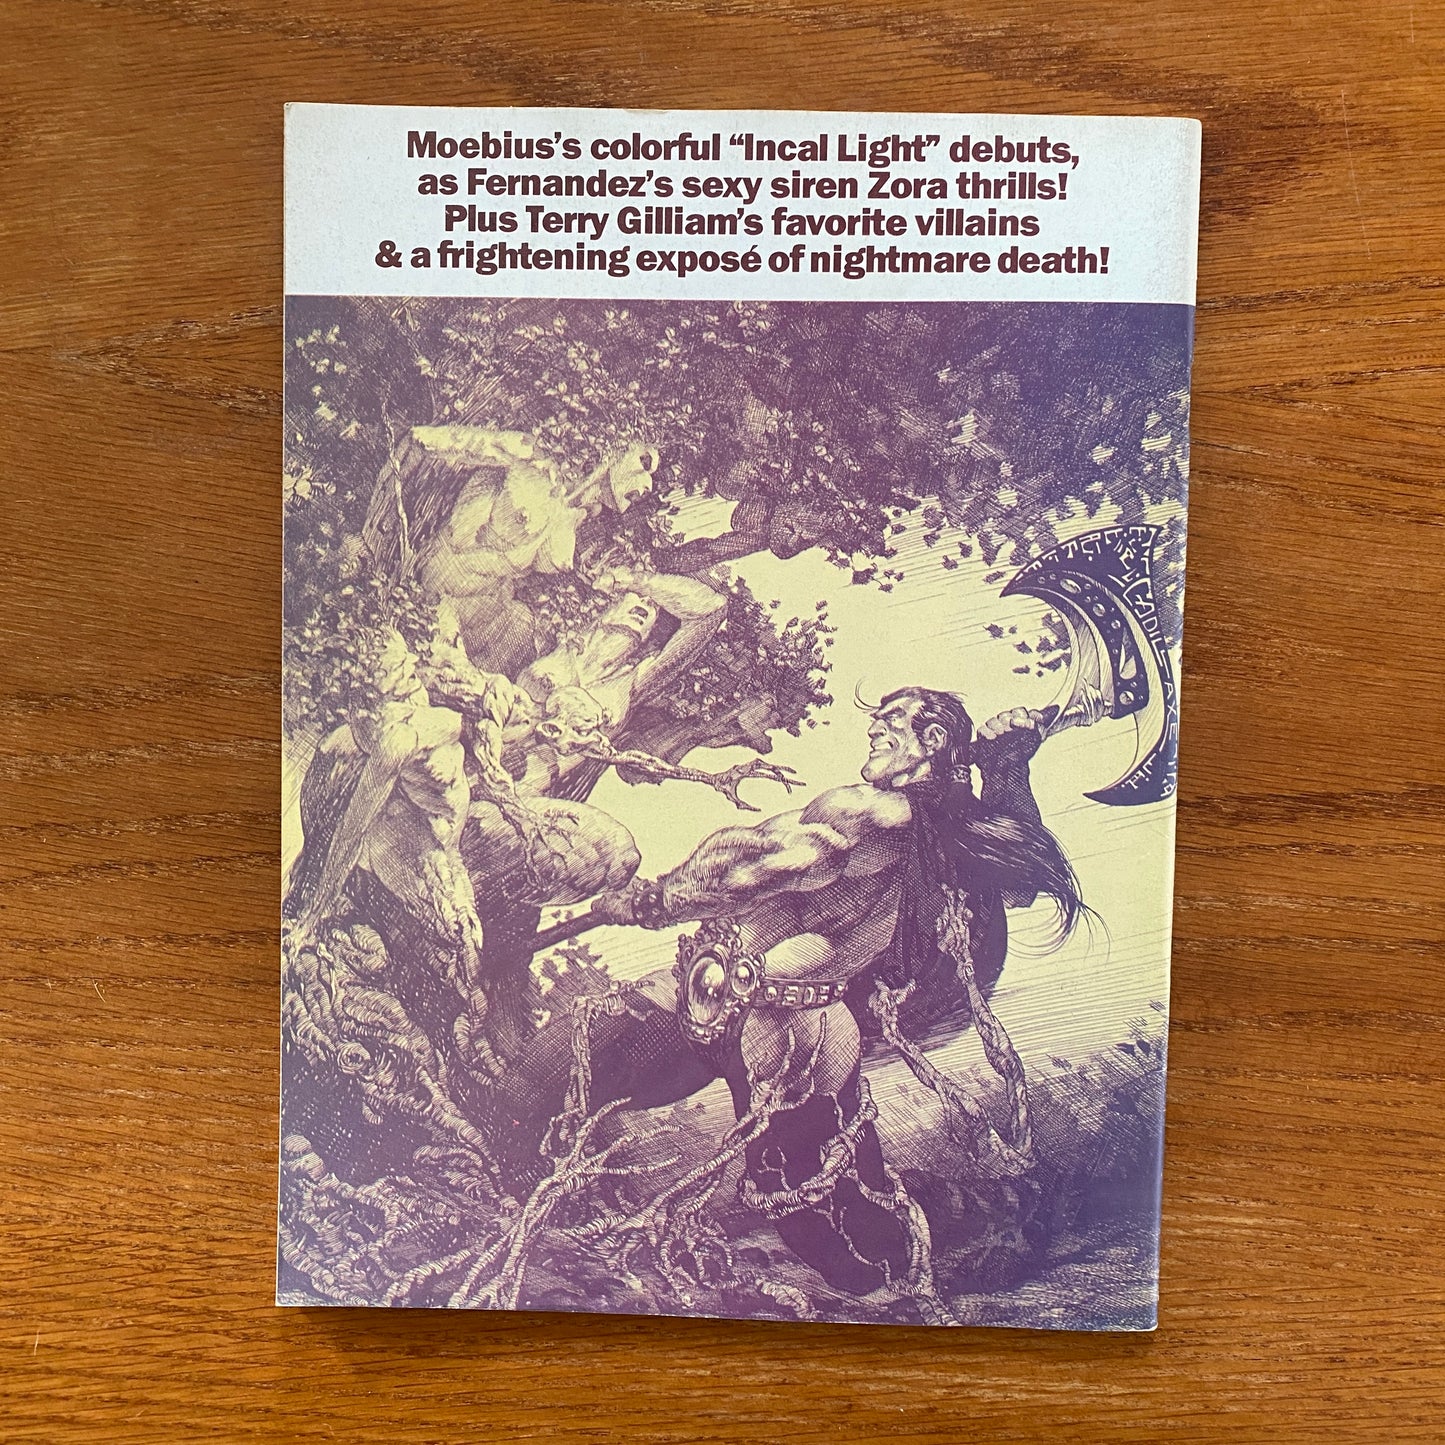 Moebius's colorful “Incal Light” debuts,
as Fernandez's sexy siren Zora thrills!
Plus Terry Gilliam's favorite villains
& a frightening exposé of nightmare death!